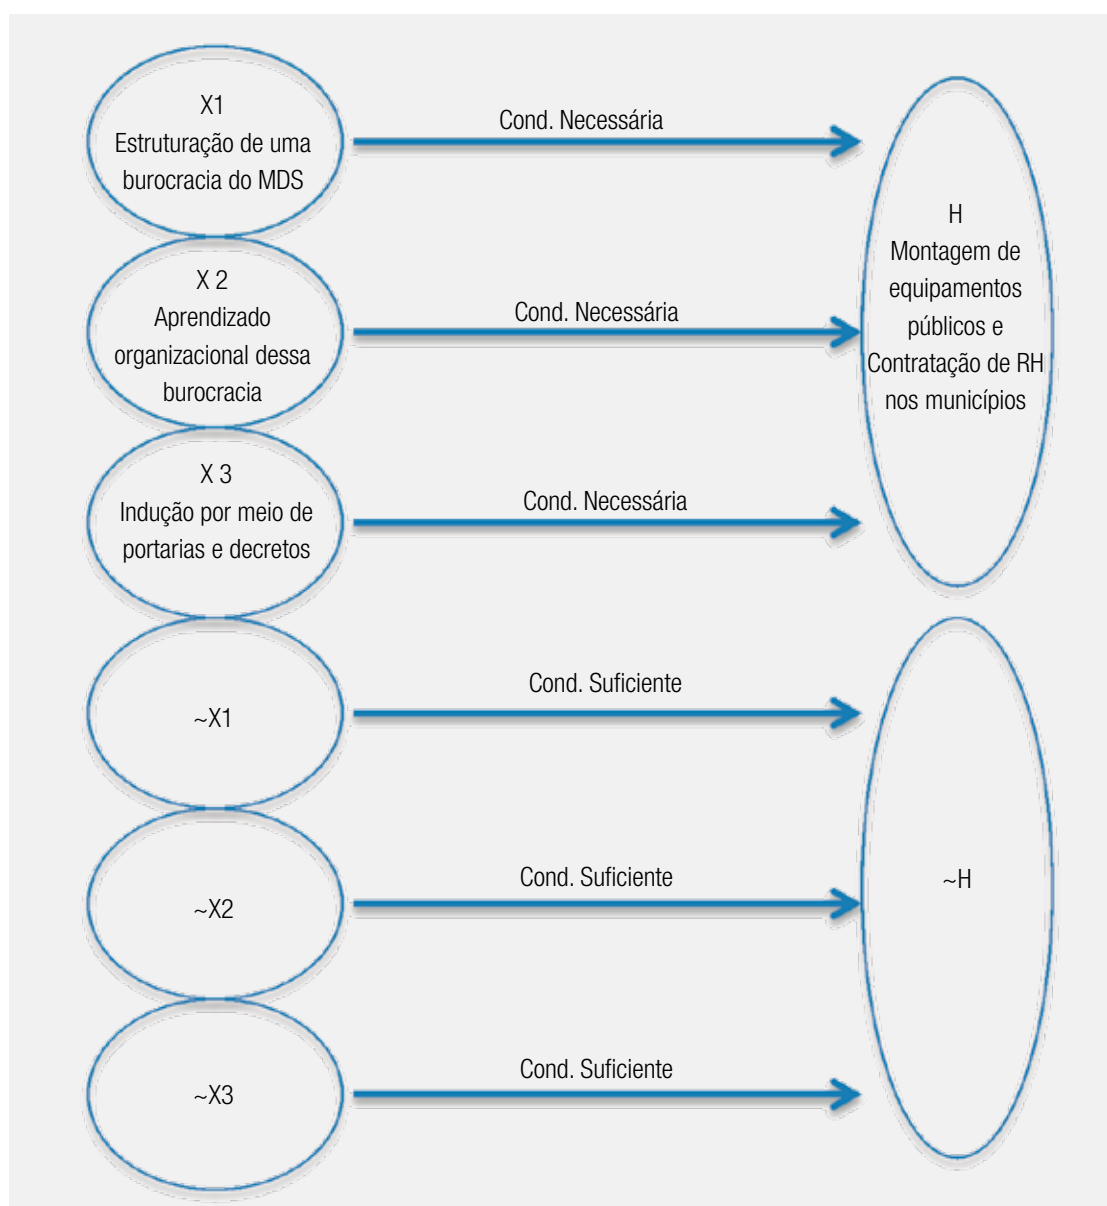 X1
Estruturação de uma
burocracia do MDS
Cond. Necessária
X 2
Aprendizado
organizacional dessa
burocracia
Cond. Necessária
X 3
Indução por meio de
portarias e decretos
Cond. Necessária
H
Montagem de
equipamentos
públicos e
Contratação de RH
nos municípios
~X1
Cond. Suficiente
~X2
Cond. Suficiente
~X3
Cond. Suficiente
~H